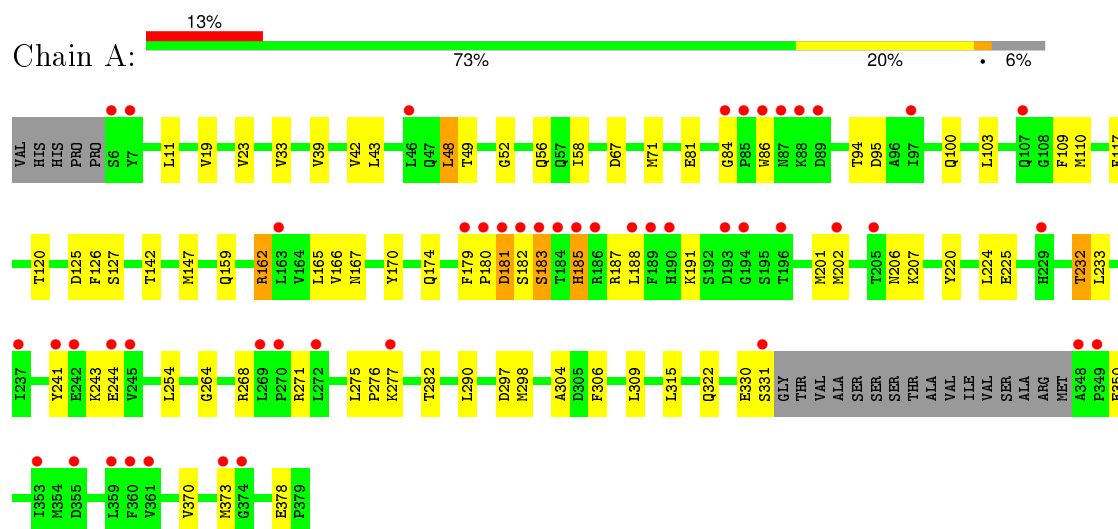 13%
Chain A:
73% 20% • 6%
VAL HIS HIS PRO PRO S6 Y7 L11 V19 V23 V33 V39 V42 L43 L46 Q47 L48 T49 G52 Q56 Q57 I58 D67 M71 E81 G84 P85 W86 N87 K88 D89 T94 D95 A96 I97 Q100 L103 Q107 G108 F109 M110
T120 D125 F126 S127 T142 M147 Q159 R162 L163 V164 L165 V166 N167 Y170 Q174 F179 P180 D181 S182 S183 T184 H185 R186 R187 L188 F189 H190 K191 S192 D193 G194 S195 T196 M201 M202 T205 N206 K207 Y220 L224 E225 H229 T232 L233
I237 Y241 E242 K243 E244 V245 L254 G264 R268 L269 P270 R271 L272 L275 P276 K277 T282 L290 D297 M298 A304 D305 F306 L309 L315 Q322 E330 S331 GLY THR VAL ALA SER SER SER THR ALA VAL ILE VAL SER ALA ARG MET A348 P349
I353 M354 D355 L359 F360 V361 V370 M373 G374 E378 P379